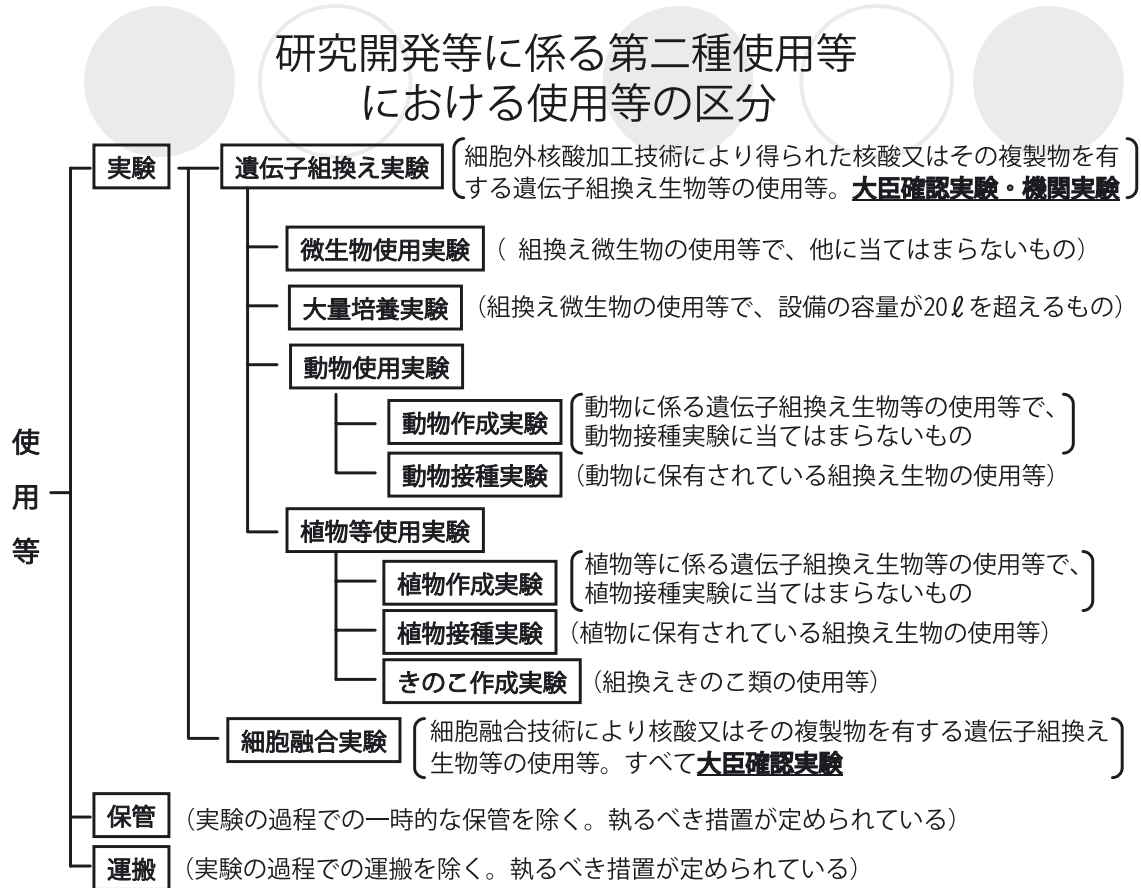 研究開発等に係る第二種使用等
における使用等の区分
使用等
実験
遺伝子組換え実験
細胞外核酸加工技術により得られた核酸又はその複製物を有
する遺伝子組換え生物等の使用等。大臣確認実験・機関実験
微生物使用実験
（ 組換え微生物の使用等で、他に当てはまらないもの）
大量培養実験
（組換え微生物の使用等で、設備の容量が20ℓを超えるもの）
動物使用実験
動物作成実験
動物に係る遺伝子組換え生物等の使用等で、
動物接種実験に当てはまらないもの
動物接種実験
（動物に保有されている組換え生物の使用等）
植物等使用実験
植物作成実験
植物等に係る遺伝子組換え生物等の使用等で、
植物接種実験に当てはまらないもの
植物接種実験
（植物に保有されている組換え生物の使用等）
きのこ作成実験
（組換えきのこ類の使用等）
細胞融合実験
細胞融合技術により核酸又はその複製物を有する遺伝子組換え
生物等の使用等。すべて大臣確認実験
保管
（実験の過程での一時的な保管を除く。執るべき措置が定められている）
運搬
（実験の過程での運搬を除く。執るべき措置が定められている）